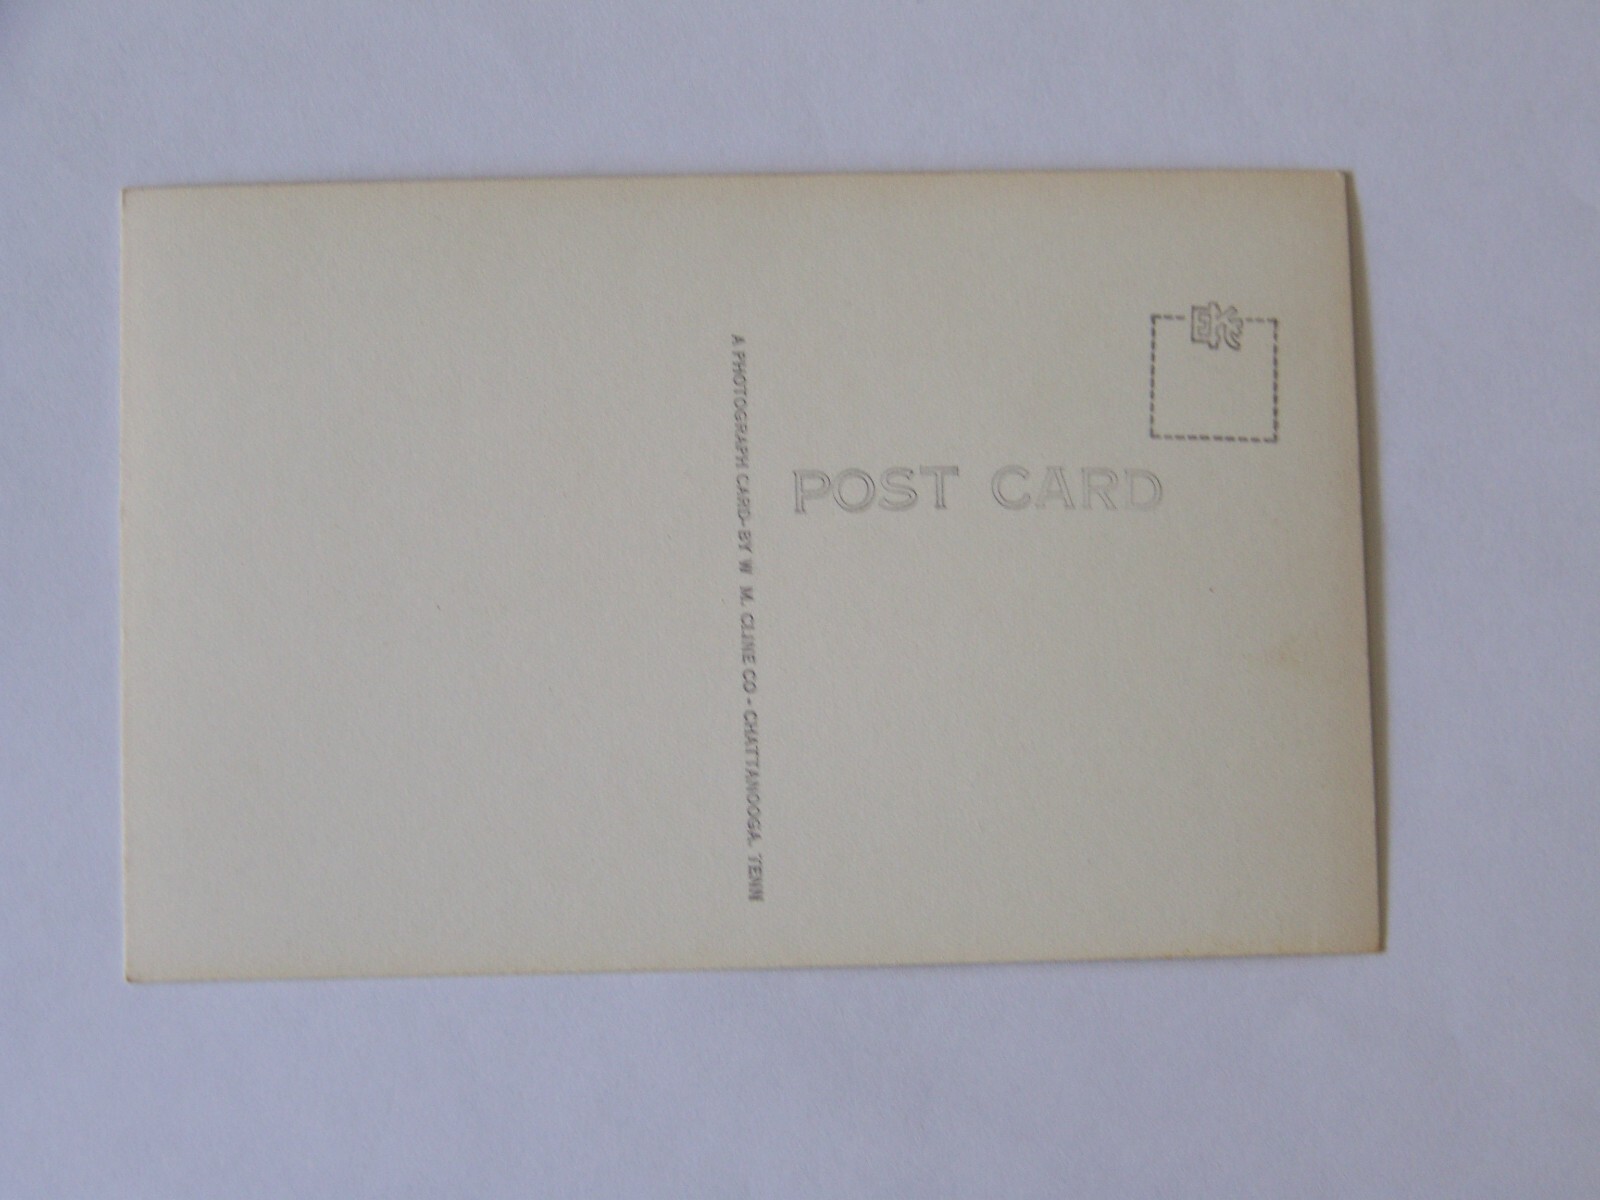 EKC
POST CARD
A PHOTOGRAPH CARD-BY W M. CLINE CO - CHATTANOOGA, TENN